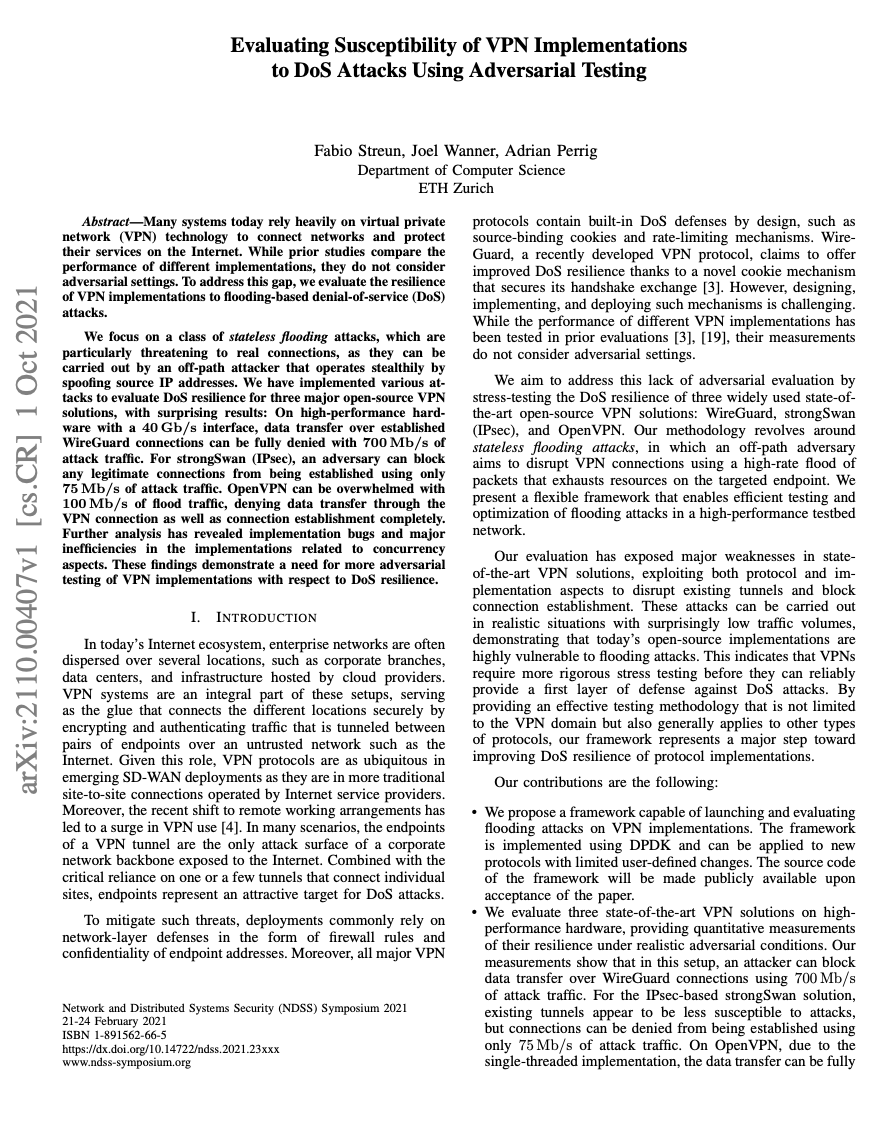 Evaluating Susceptibility of VPN Implementations
to DoS Attacks Using Adversarial Testing
Fabio Streun, Joel Wanner, Adrian Perrig
Department of Computer Science
ETH Zurich
arXiv:2110.00407v1 [cs.CR] 1 Oct 2021
Abstract—Many systems today rely heavily on virtual private
network (VPN) technology to connect networks and protect
their services on the Internet. While prior studies compare the
performance of different implementations, they do not consider
adversarial settings. To address this gap, we evaluate the resilience
of VPN implementations to flooding-based denial-of-service (DoS)
attacks.
We focus on a class of stateless flooding attacks, which are
particularly threatening to real connections, as they can be
carried out by an off-path attacker that operates stealthily by
spoofing source IP addresses. We have implemented various at-
tacks to evaluate DoS resilience for three major open-source VPN
solutions, with surprising results: On high-performance hard-
ware with a 40 Gb/s interface, data transfer over established
WireGuard connections can be fully denied with 700 Mb/s of
attack traffic. For strongSwan (IPsec), an adversary can block
any legitimate connections from being established using only
75 Mb/s of attack traffic. OpenVPN can be overwhelmed with
100 Mb/s of flood traffic, denying data transfer through the
VPN connection as well as connection establishment completely.
Further analysis has revealed implementation bugs and major
inefficiencies in the implementations related to concurrency
aspects. These findings demonstrate a need for more adversarial
testing of VPN implementations with respect to DoS resilience.
I. INTRODUCTION
In today's Internet ecosystem, enterprise networks are often
dispersed over several locations, such as corporate branches,
data centers, and infrastructure hosted by cloud providers.
VPN systems are an integral part of these setups, serving
as the glue that connects the different locations securely by
encrypting and authenticating traffic that is tunneled between
pairs of endpoints over an untrusted network such as the
Internet. Given this role, VPN protocols are as ubiquitous in
emerging SD-WAN deployments as they are in more traditional
site-to-site connections operated by Internet service providers.
Moreover, the recent shift to remote working arrangements has
led to a surge in VPN use [4]. In many scenarios, the endpoints
of a VPN tunnel are the only attack surface of a corporate
network backbone exposed to the Internet. Combined with the
critical reliance on one or a few tunnels that connect individual
sites, endpoints represent an attractive target for DoS attacks.
To mitigate such threats, deployments commonly rely on
network-layer defenses in the form of firewall rules and
confidentiality of endpoint addresses. Moreover, all major VPN
Network and Distributed Systems Security (NDSS) Symposium 2021
21-24 February 2021
ISBN 1-891562-66-5
https://dx.doi.org/10.14722/ndss.2021.23xxx
www.ndss-symposium.org
protocols contain built-in DoS defenses by design, such as
source-binding cookies and rate-limiting mechanisms. Wire-
Guard, a recently developed VPN protocol, claims to offer
improved DoS resilience thanks to a novel cookie mechanism
that secures its handshake exchange [3]. However, designing,
implementing, and deploying such mechanisms is challenging.
While the performance of different VPN implementations has
been tested in prior evaluations [3], [19], their measurements
do not consider adversarial settings.
We aim to address this lack of adversarial evaluation by
stress-testing the DoS resilience of three widely used state-of-
the-art open-source VPN solutions: WireGuard, strongSwan
(IPsec), and OpenVPN. Our methodology revolves around
stateless flooding attacks, in which an off-path adversary
aims to disrupt VPN connections using a high-rate flood of
packets that exhausts resources on the targeted endpoint. We
present a flexible framework that enables efficient testing and
optimization of flooding attacks in a high-performance testbed
network.
Our evaluation has exposed major weaknesses in state-
of-the-art VPN solutions, exploiting both protocol and im-
plementation aspects to disrupt existing tunnels and block
connection establishment. These attacks can be carried out
in realistic situations with surprisingly low traffic volumes,
demonstrating that today's open-source implementations are
highly vulnerable to flooding attacks. This indicates that VPNs
require more rigorous stress testing before they can reliably
provide a first layer of defense against DoS attacks. By
providing an effective testing methodology that is not limited
to the VPN domain but also generally applies to other types
of protocols, our framework represents a major step toward
improving DoS resilience of protocol implementations.
Our contributions are the following:
• We propose a framework capable of launching and evaluating
flooding attacks on VPN implementations. The framework
is implemented using DPDK and can be applied to new
protocols with limited user-defined changes. The source code
of the framework will be made publicly available upon
acceptance of the paper.
• We evaluate three state-of-the-art VPN solutions on high-
performance hardware, providing quantitative measurements
of their resilience under realistic adversarial conditions. Our
measurements show that in this setup, an attacker can block
data transfer over WireGuard connections using 700 Mb/s
of attack traffic. For the IPsec-based strongSwan solution,
existing tunnels appear to be less susceptible to attacks,
but connections can be denied from being established using
only 75 Mb/s of attack traffic. On OpenVPN, due to the
single-threaded implementation, the data transfer can be fully